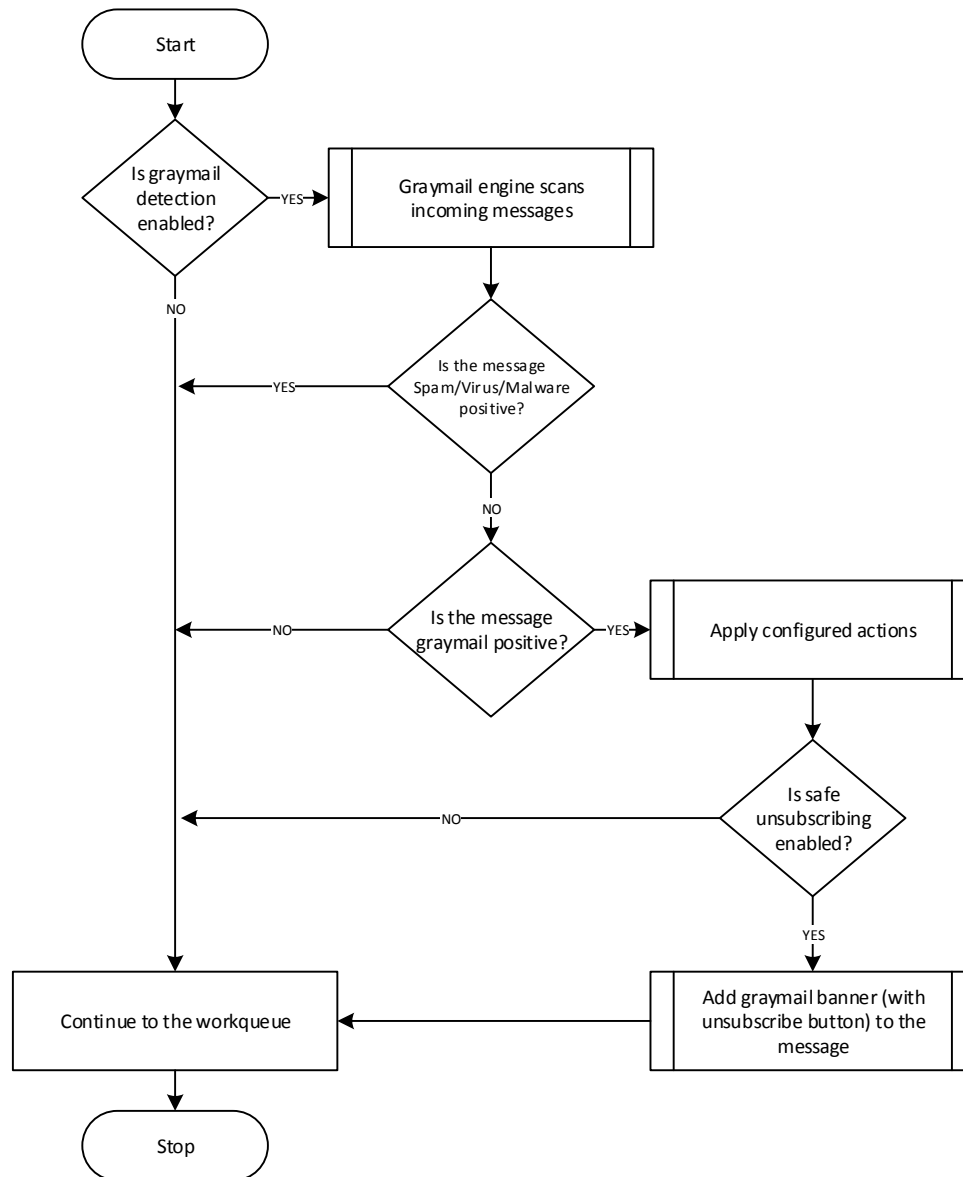 Start
Is graymail
detection
enabled?
YES
Graymail engine scans
incoming messages
NO
Is the message
Spam/Virus/Malware
positive?
YES
NO
Is the message
graymail positive?
NO
YES
Apply configured actions
Is safe
unsubscribing
enabled?
NO
YES
Continue to the workqueue
Add graymail banner (with
unsubscribe button) to the
message
Stop